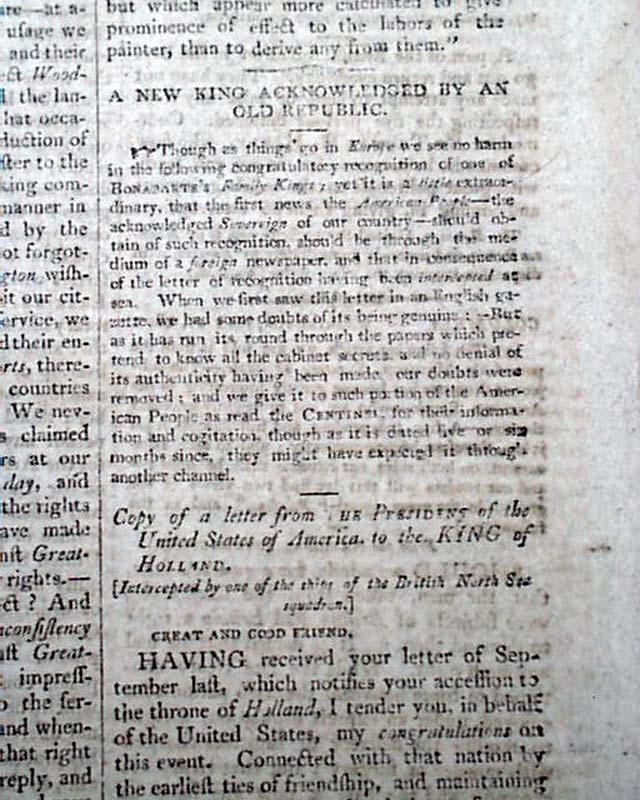 are—at a-
usage we
and their
ect Wood-
the lan-
that occa-
duction of
ster to the
king com-
manner in
d by the
not forgot-
gton wish-
it our cit-
service, we
d their en-
rts, there-
countries
We nev-
s claimed
rs at our
day, and
the rights
ave made
nst Great-
rights.—
ct? And
inconsistency
ast Great-
impress-
o the ser-
and when-
that right
reply, and
but which appear more calculated to give
prominence of effect to the labors of the
painter, than to derive any from them."
A NEW KING ACKNOWLEDGED BY AN
OLD REPUBLIC.
Though as things go in Europe we see no harm
in the following congratulatory recognition of one of
BONAPARTE's Family Kings; yet it is a little extraor-
dinary, that the first news the American People—the
acknowledged Sovereign of our country—should ob-
tain of such recognition, should be through the me-
dium of a foreign newspaper, and that in consequence
of the letter of recognition having been intercepted at
sea. When we first saw this letter in an English ga-
zette, we had some doubts of its being genuine:—But
as it has run its round through the papers which pre-
tend to know all the cabinet secrets, and no denial of
its authenticity having been made, our doubts were
removed; and we give it to such portion of the Amer-
ican People as read the CENTINEL, for their informa-
tion and cogitation, though as it is dated five or six
months since, they might have expected it through
another channel.
Copy of a letter from THE PRESIDENT of the
United States of America, to the KING of
HOLLAND.
[Intercepted by one of the ships of the British North Sea
squadron.]
GREAT AND GOOD FRIEND,
HAVING received your letter of Sep-
tember last, which notifies your accession to
the throne of Holland, I tender you, in behalf
of the United States, my congratulations on
this event. Connected with that nation by
the earliest ties of friendship, and maintaining